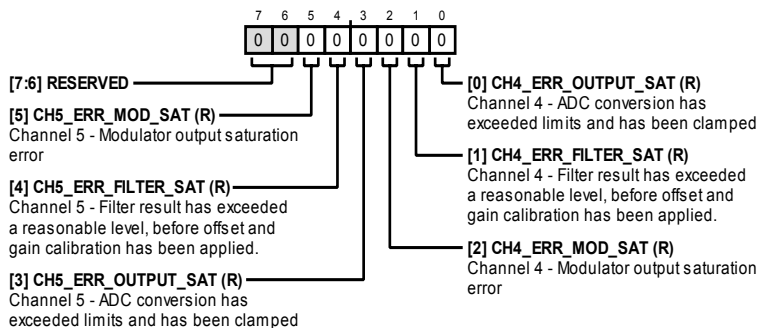 7 6 5 4 3 2 1 0
0 0 0 0 0 0 0 0
[7:6] RESERVED
[5] CH5_ERR_MOD_SAT (R)
Channel 5 - Modulator output saturation
error
[4] CH5_ERR_FILTER_SAT (R)
Channel 5 - Filter result has exceeded
a reasonable level, before offset and
gain calibration has been applied.
[3] CH5_ERR_OUTPUT_SAT (R)
Channel 5 - ADC conversion has
exceeded limits and has been clamped
[0] CH4_ERR_OUTPUT_SAT (R)
Channel 4 - ADC conversion has
exceeded limits and has been clamped
[1] CH4_ERR_FILTER_SAT (R)
Channel 4 - Filter result has exceeded
a reasonable level, before offset and
gain calibration has been applied.
[2] CH4_ERR_MOD_SAT (R)
Channel 4 - Modulator output saturation
error